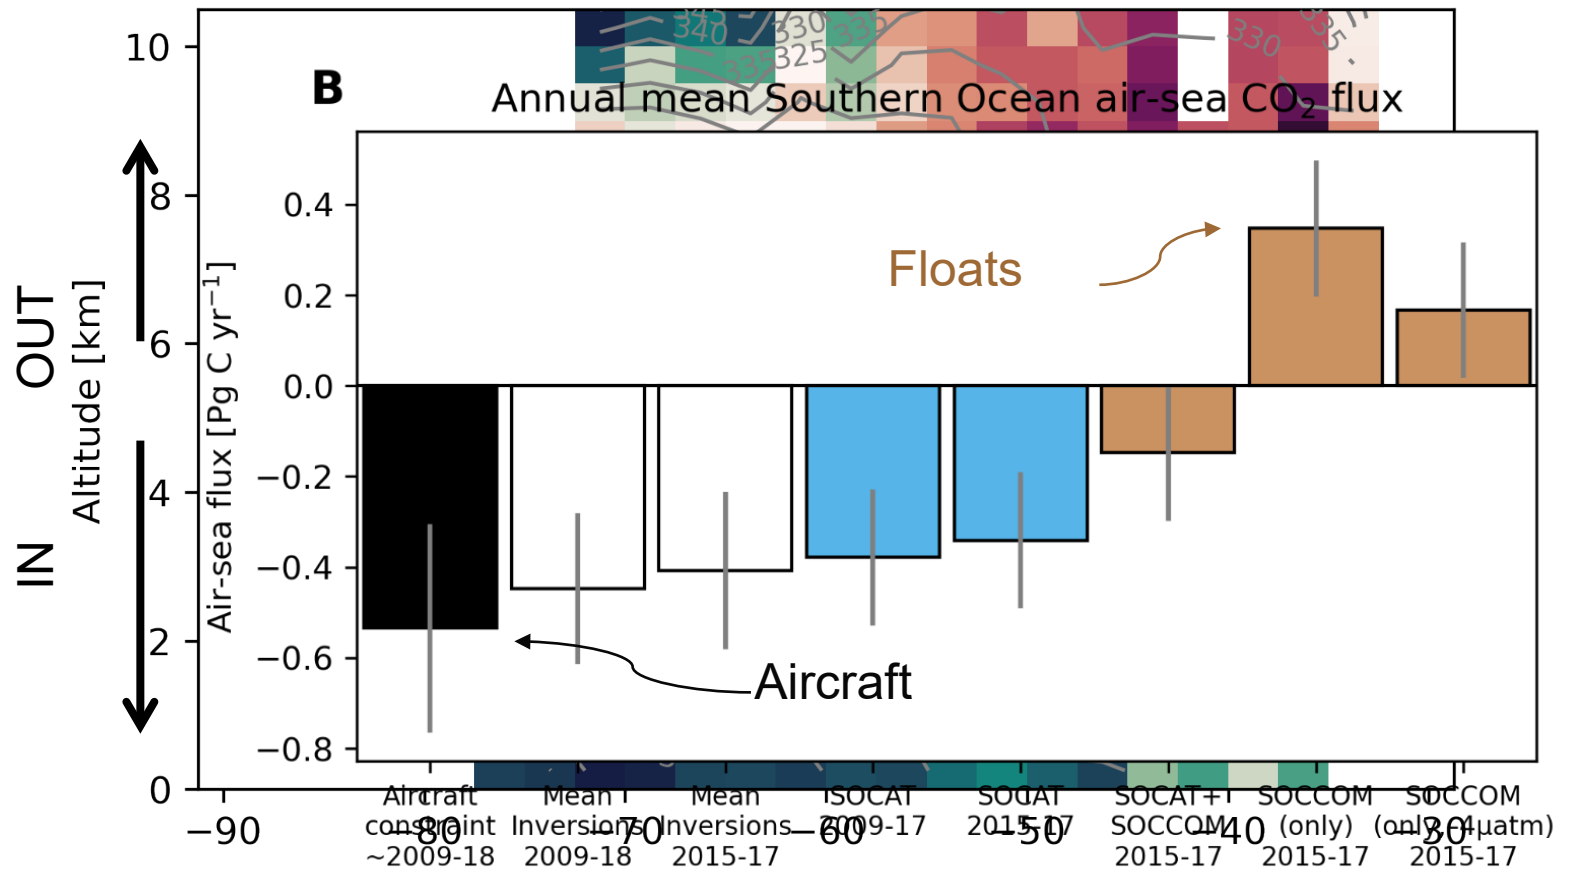 345
340
330
335
335
325
330
335
10
B
Annual mean Southern Ocean air-sea CO₂ flux
8
6
4
2
0
OUT
IN
Altitude [km]
Air-sea flux [Pg C yr⁻¹]
0.4
0.2
0.0
−0.2
−0.4
−0.6
−0.8
Floats
Aircraft
Aircraft
constraint
~2009-18
Mean
Inversions
2009-18
Mean
Inversions
2015-17
SOCAT
2009-17
SOCAT
2015-17
SOCAT+
SOCCOM
2015-17
SOCCOM
(only)
2015-17
SOCCOM
(only, -4µatm)
2015-17
−90
−80
−70
−60
−50
−40
−30